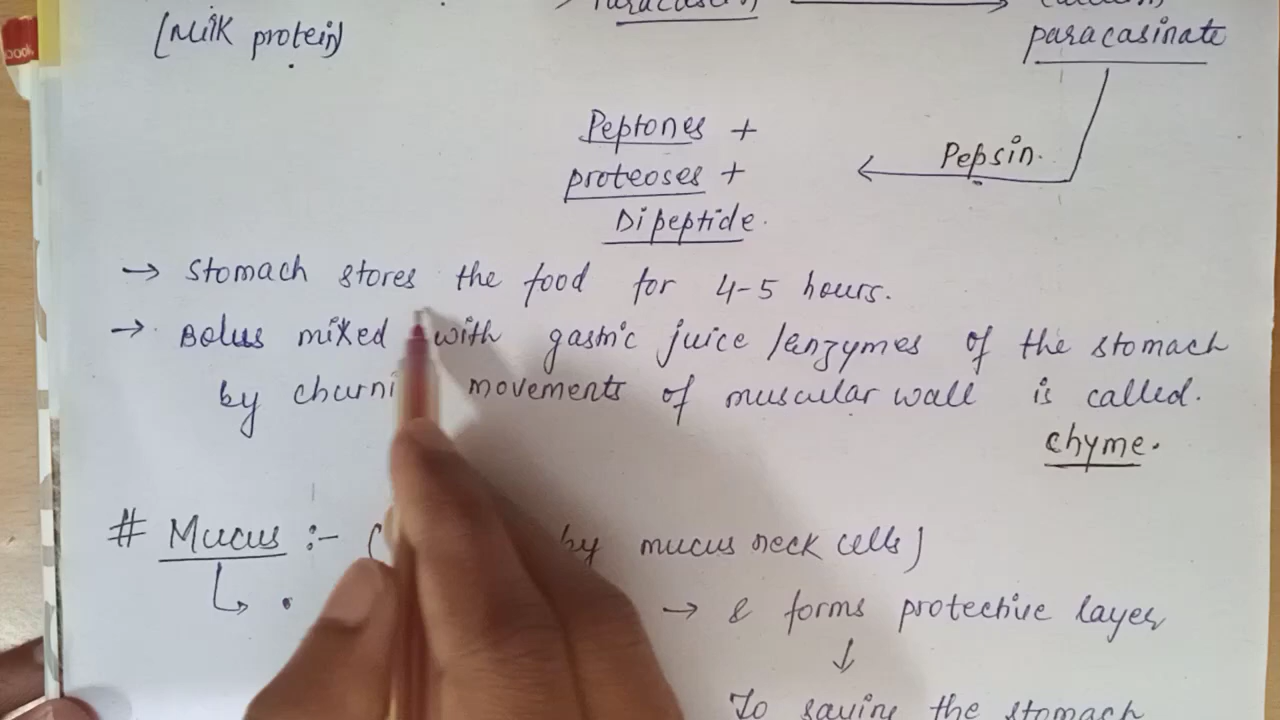 book
(Milk protein)
paracasinate
Pepsin.
Peptones +
proteoses +
Dipeptide.
→ stomach stores the food for 4-5 hours.
→ Bolus mixed with gastric juice /enzymes of the stomach
by churni movements of muscular wall is called.
chyme.
# Mucus :- ( by mucus neck cells)
→ & forms protective layer
↓
To saving the stomach